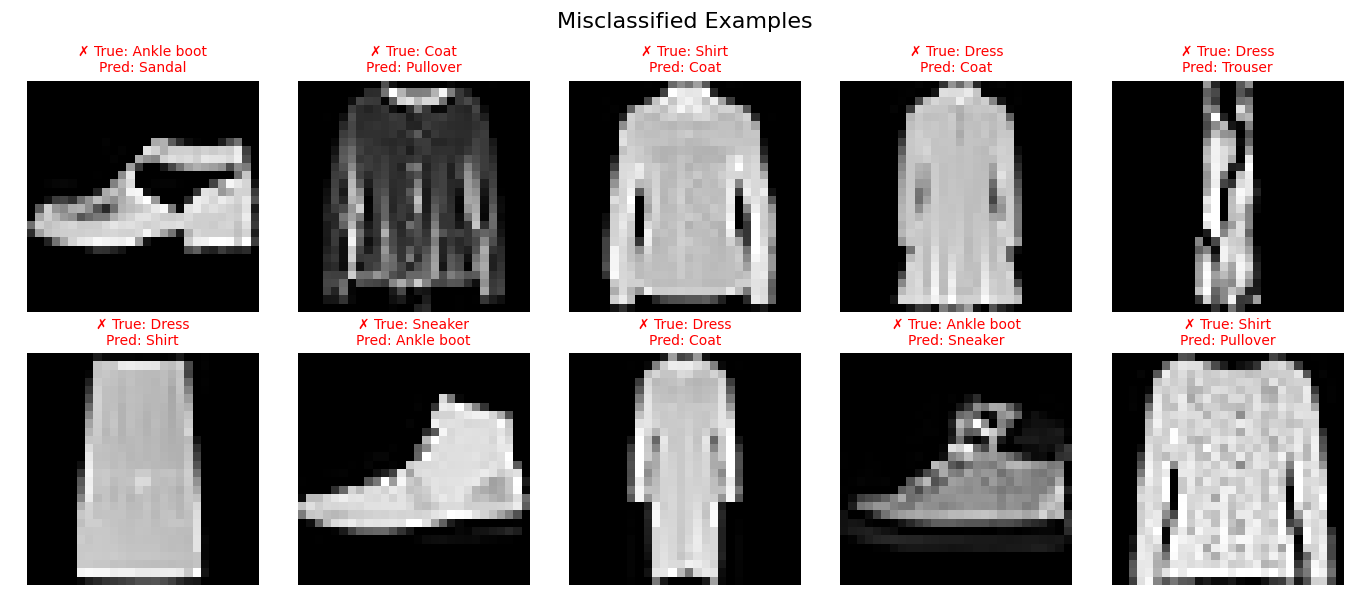 Misclassified Examples
✗ True: Ankle boot
Pred: Sandal
✗ True: Coat
Pred: Pullover
✗ True: Shirt
Pred: Coat
✗ True: Dress
Pred: Coat
✗ True: Dress
Pred: Trouser
✗ True: Dress
Pred: Shirt
✗ True: Sneaker
Pred: Ankle boot
✗ True: Dress
Pred: Coat
✗ True: Ankle boot
Pred: Sneaker
✗ True: Shirt
Pred: Pullover